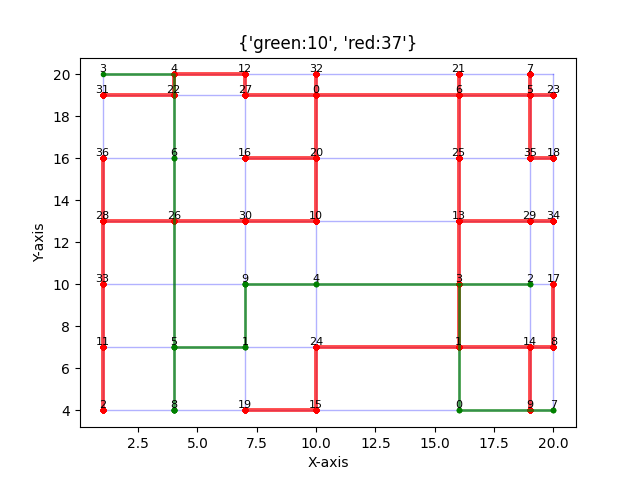 {'green:10', 'red:37'}
20 3 4 12 32 21 7
31 22 27 0 6 5 23
18
16 36 6 16 20 25 35 18
14
28 26 30 10 13 29 34
12
10 33 9 4 3 2 17
8
11 5 1 24 1 14 8
6
4 2 8 19 15 0 9 7
Y-axis
2.5 5.0 7.5 10.0 12.5 15.0 17.5 20.0
X-axis